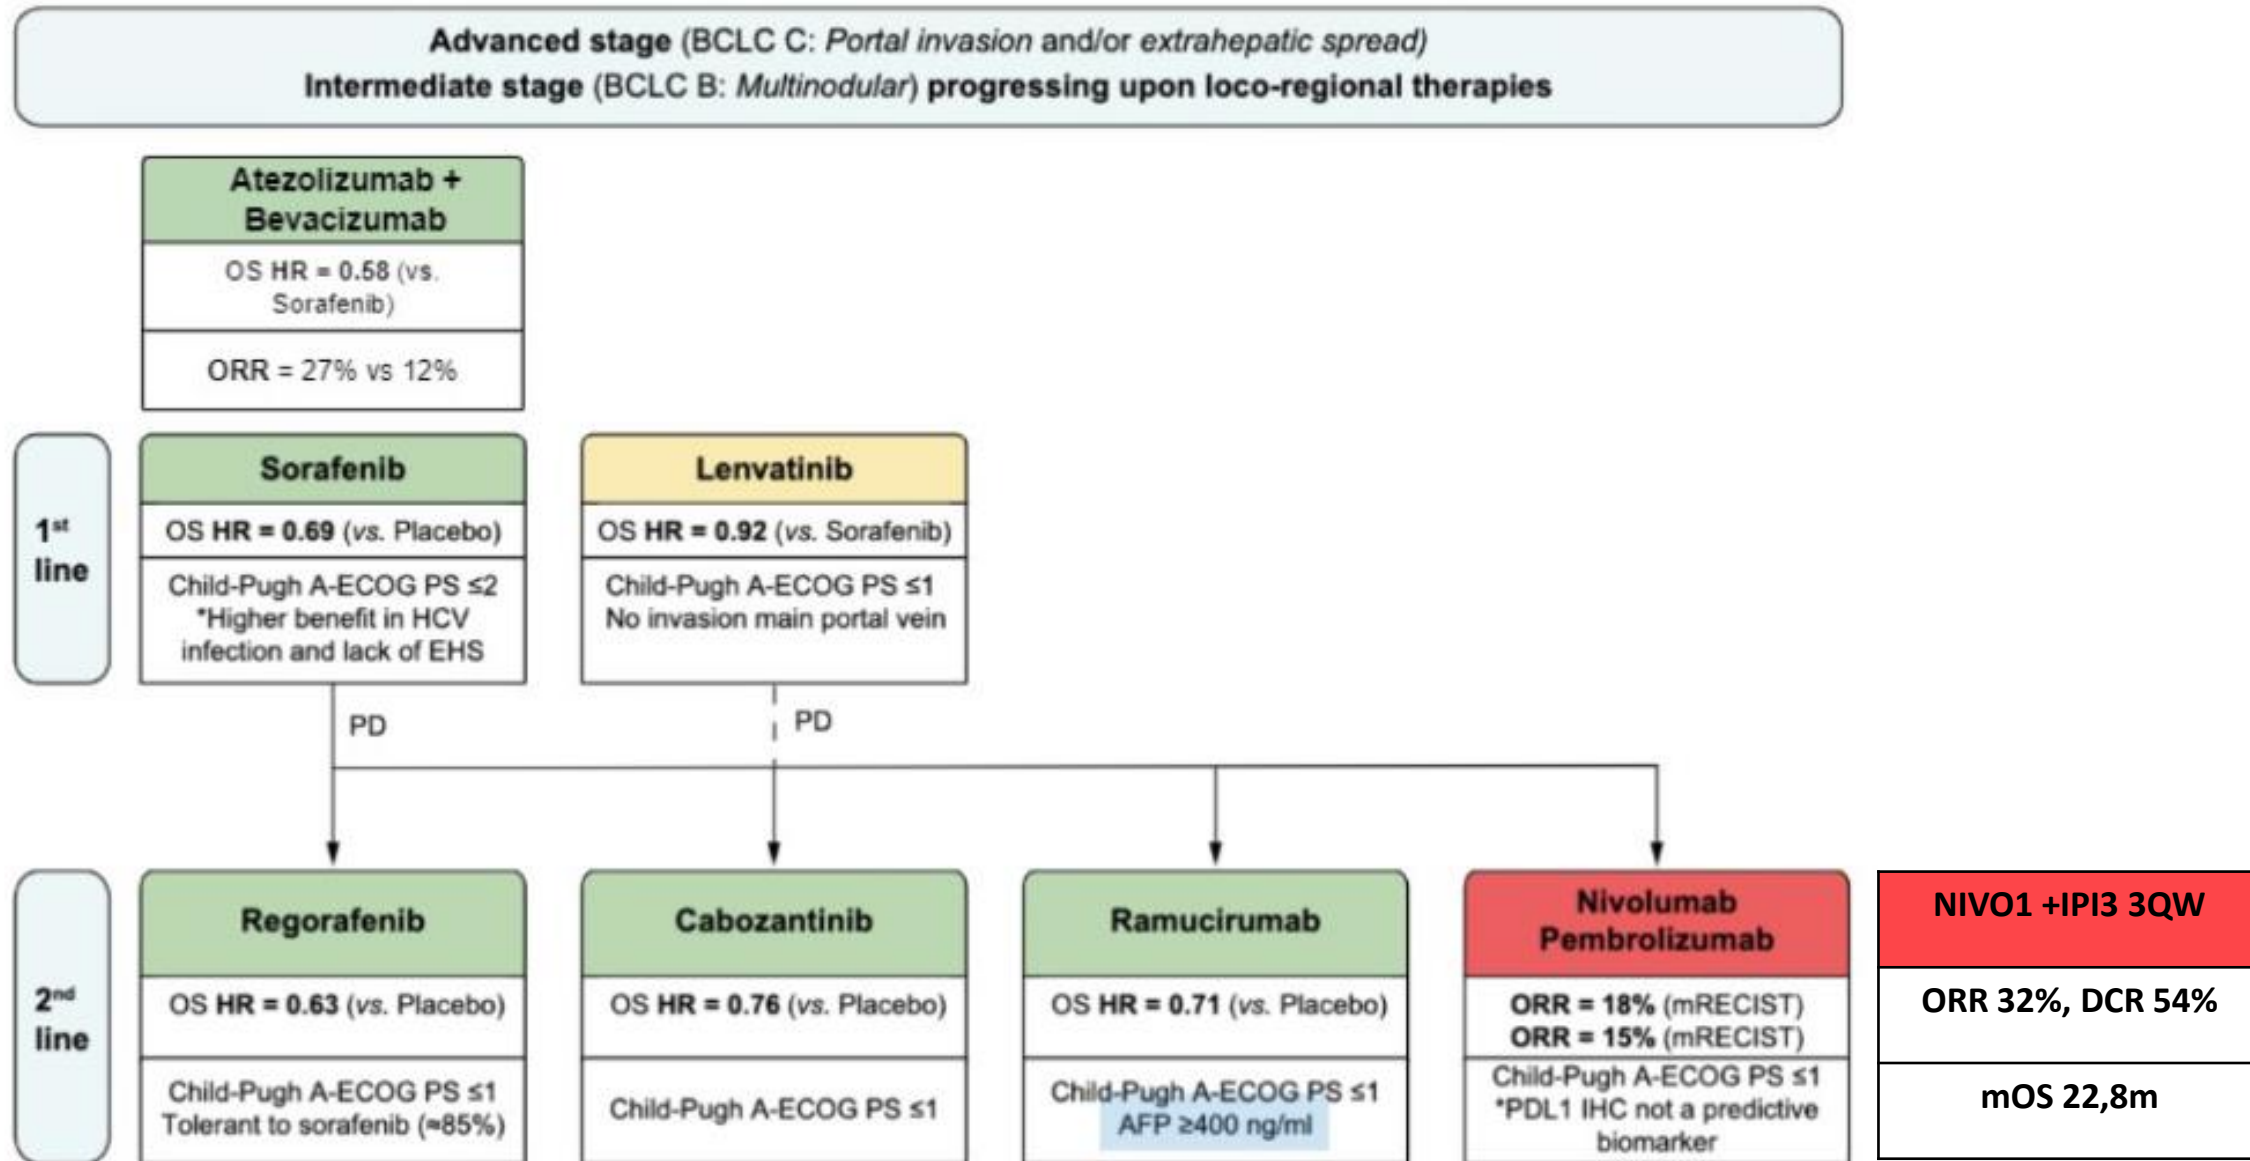 Advanced stage (BCLC C: Portal invasion and/or extrahepatic spread)
Intermediate stage (BCLC B: Multinodular) progressing upon loco-regional therapies
Atezolizumab +
Bevacizumab
OS HR = 0.58 (vs.
Sorafenib)
ORR = 27% vs 12%
1st
line
Sorafenib
OS HR = 0.69 (vs. Placebo)
Child-Pugh A-ECOG PS ≤2
*Higher benefit in HCV
infection and lack of EHS
Lenvatinib
OS HR = 0.92 (vs. Sorafenib)
Child-Pugh A-ECOG PS ≤1
No invasion main portal vein
PD
PD
2nd
line
Regorafenib
OS HR = 0.63 (vs. Placebo)
Child-Pugh A-ECOG PS ≤1
Tolerant to sorafenib (≈85%)
Cabozantinib
OS HR = 0.76 (vs. Placebo)
Child-Pugh A-ECOG PS ≤1
Ramucirumab
OS HR = 0.71 (vs. Placebo)
Child-Pugh A-ECOG PS ≤1
AFP ≥400 ng/ml
Nivolumab
Pembrolizumab
ORR = 18% (mRECIST)
ORR = 15% (mRECIST)
Child-Pugh A-ECOG PS ≤1
*PDL1 IHC not a predictive
biomarker
NIVO1 +IPI3 3QW
ORR 32%, DCR 54%
mOS 22,8m